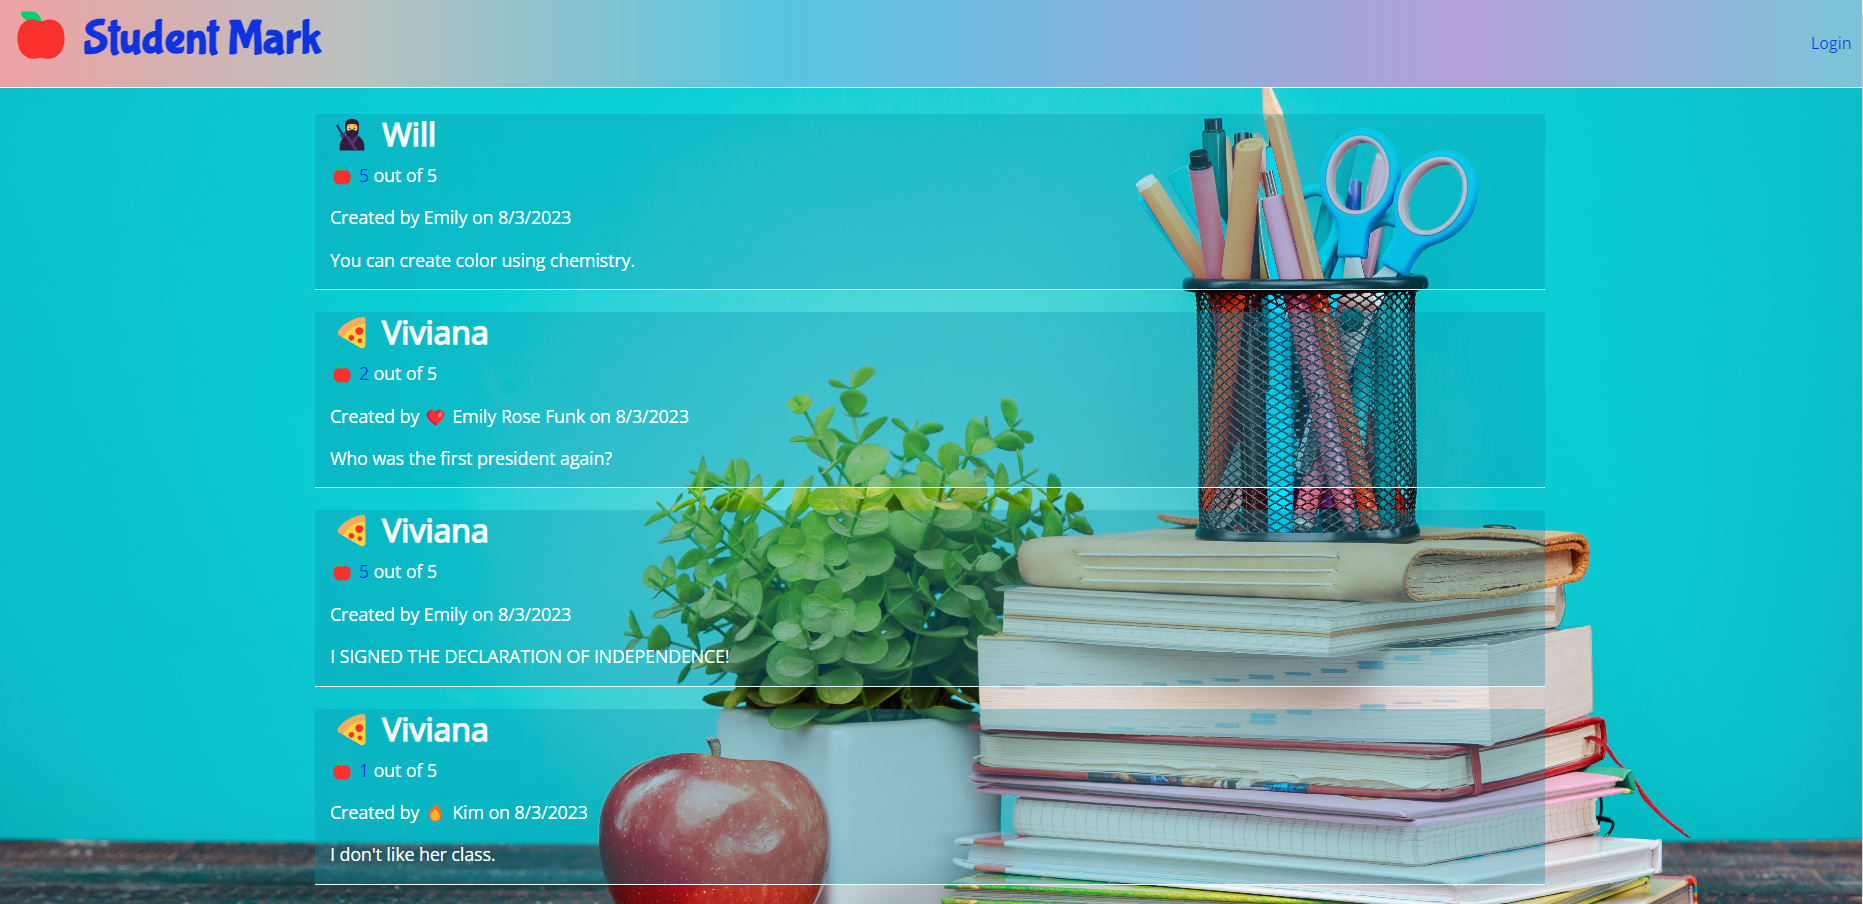 Student Mark
Login
Will
5 out of 5
Created by Emily on 8/3/2023
You can create color using chemistry.
Viviana
2 out of 5
Created by ❤️ Emily Rose Funk on 8/3/2023
Who was the first president again?
Viviana
5 out of 5
Created by Emily on 8/3/2023
I SIGNED THE DECLARATION OF INDEPENDENCE!
Viviana
1 out of 5
Created by 🔥 Kim on 8/3/2023
I don't like her class.